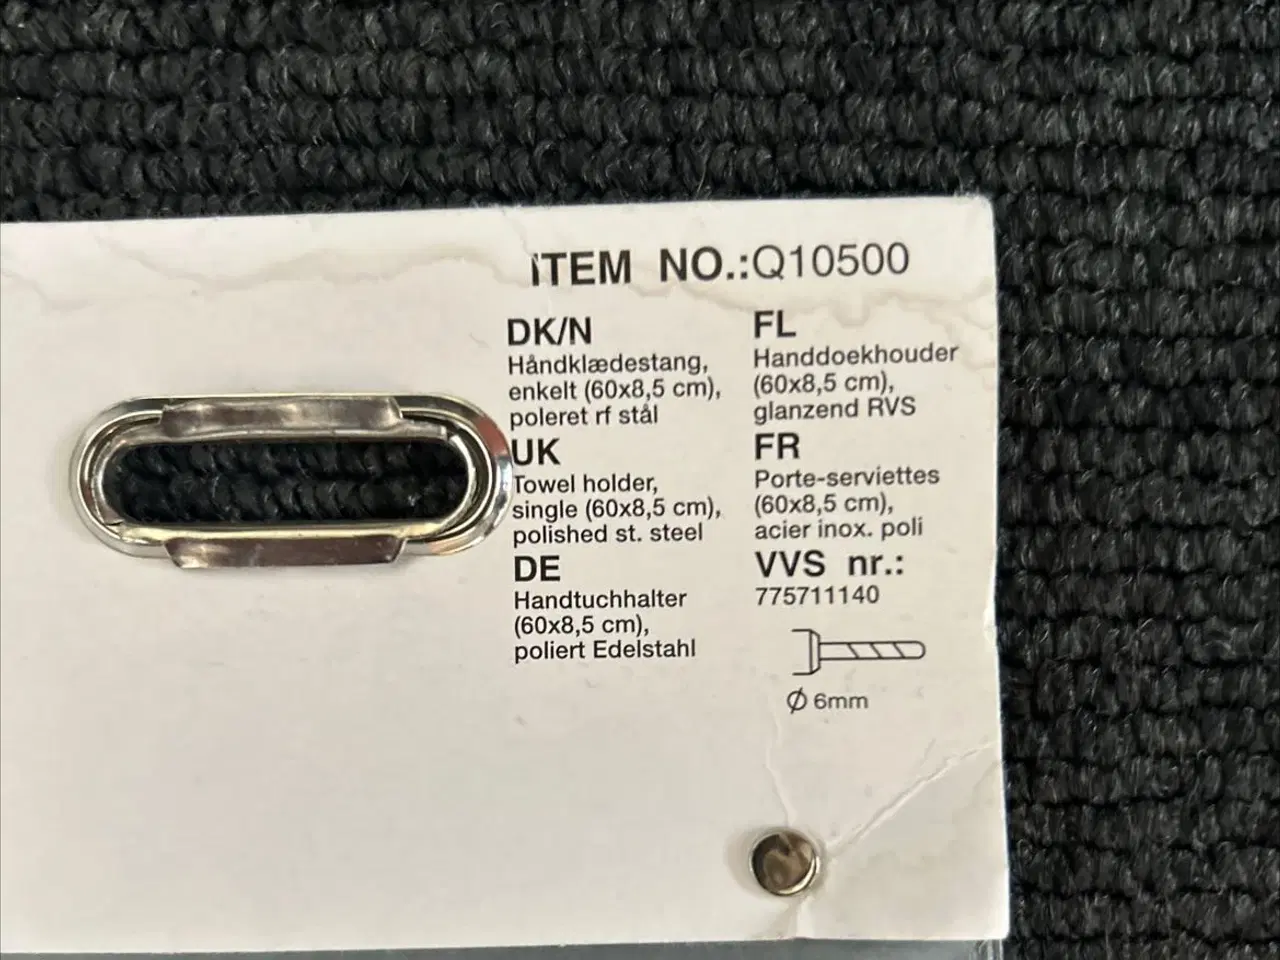 ITEM NO.:Q10500
DK/N
Håndklædestang,
enkelt (60x8,5 cm),
poleret rf stål
UK
Towel holder,
single (60x8,5 cm),
polished st. steel
DE
Handtuchhalter
(60x8,5 cm),
poliert Edelstahl
FL
Handdoekhouder
(60x8,5 cm),
glanzend RVS
FR
Porte-serviettes
(60x8,5 cm),
acier inox. poli
VVS nr.:
775711140
Ø 6mm